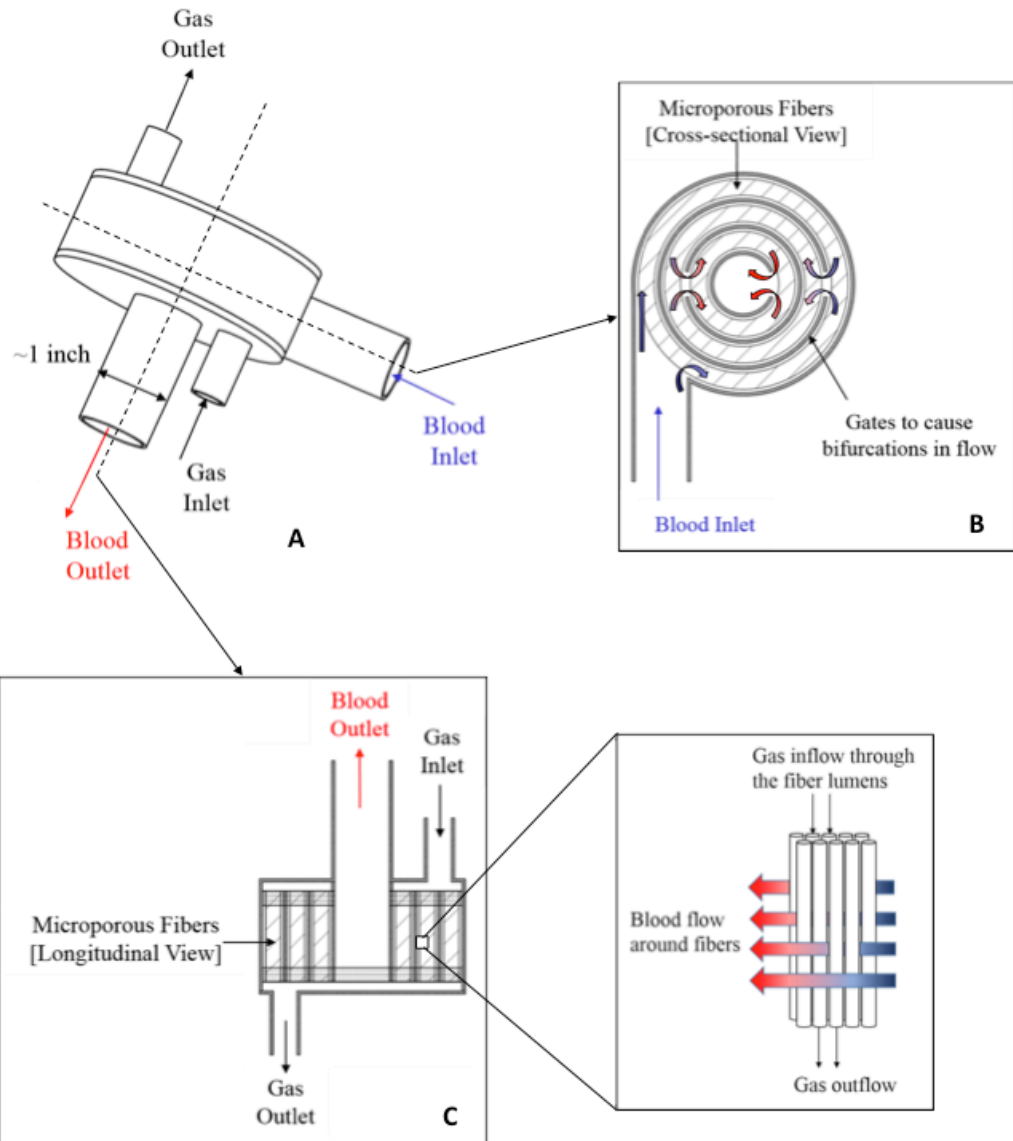 Gas
Outlet
~1 inch
Gas
Inlet
Blood
Inlet
Blood
Outlet
A
Microporous Fibers
[Cross-sectional View]
Gates to cause
bifurcations in flow
Blood Inlet
B
Blood
Outlet
Gas
Inlet
Microporous Fibers
[Longitudinal View]
Gas
Outlet
C
Gas inflow through
the fiber lumens
Blood flow
around fibers
Gas outflow